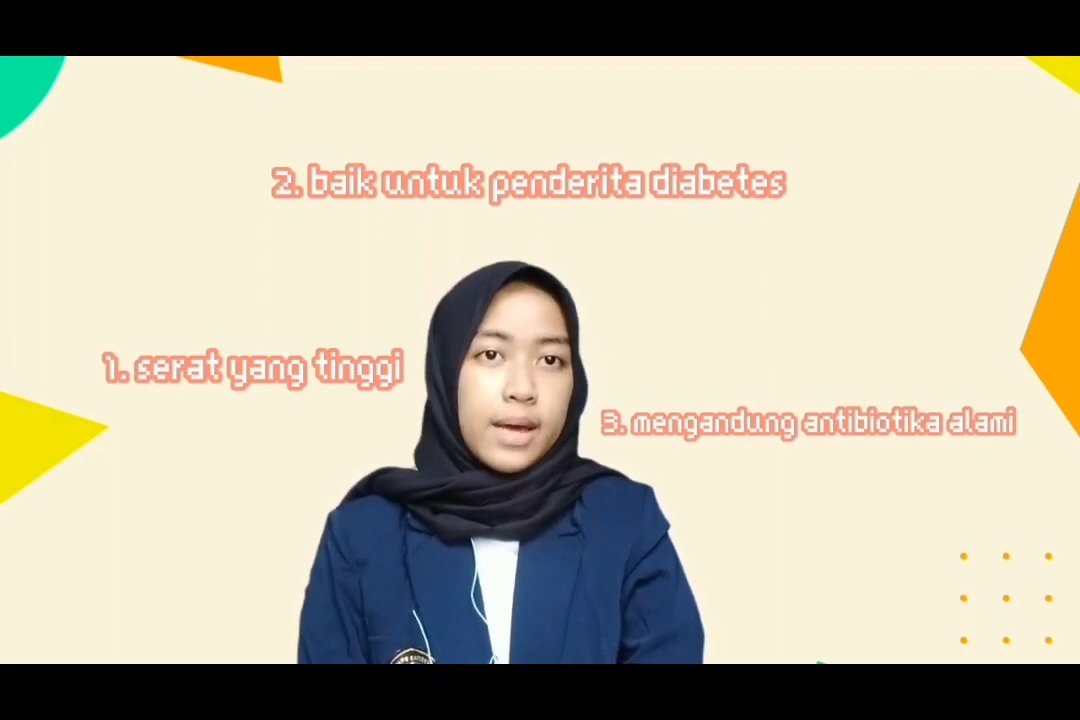 2. baik untuk penderita diabetes
1. serat yang tinggi
3. mengandung antibiotika alami